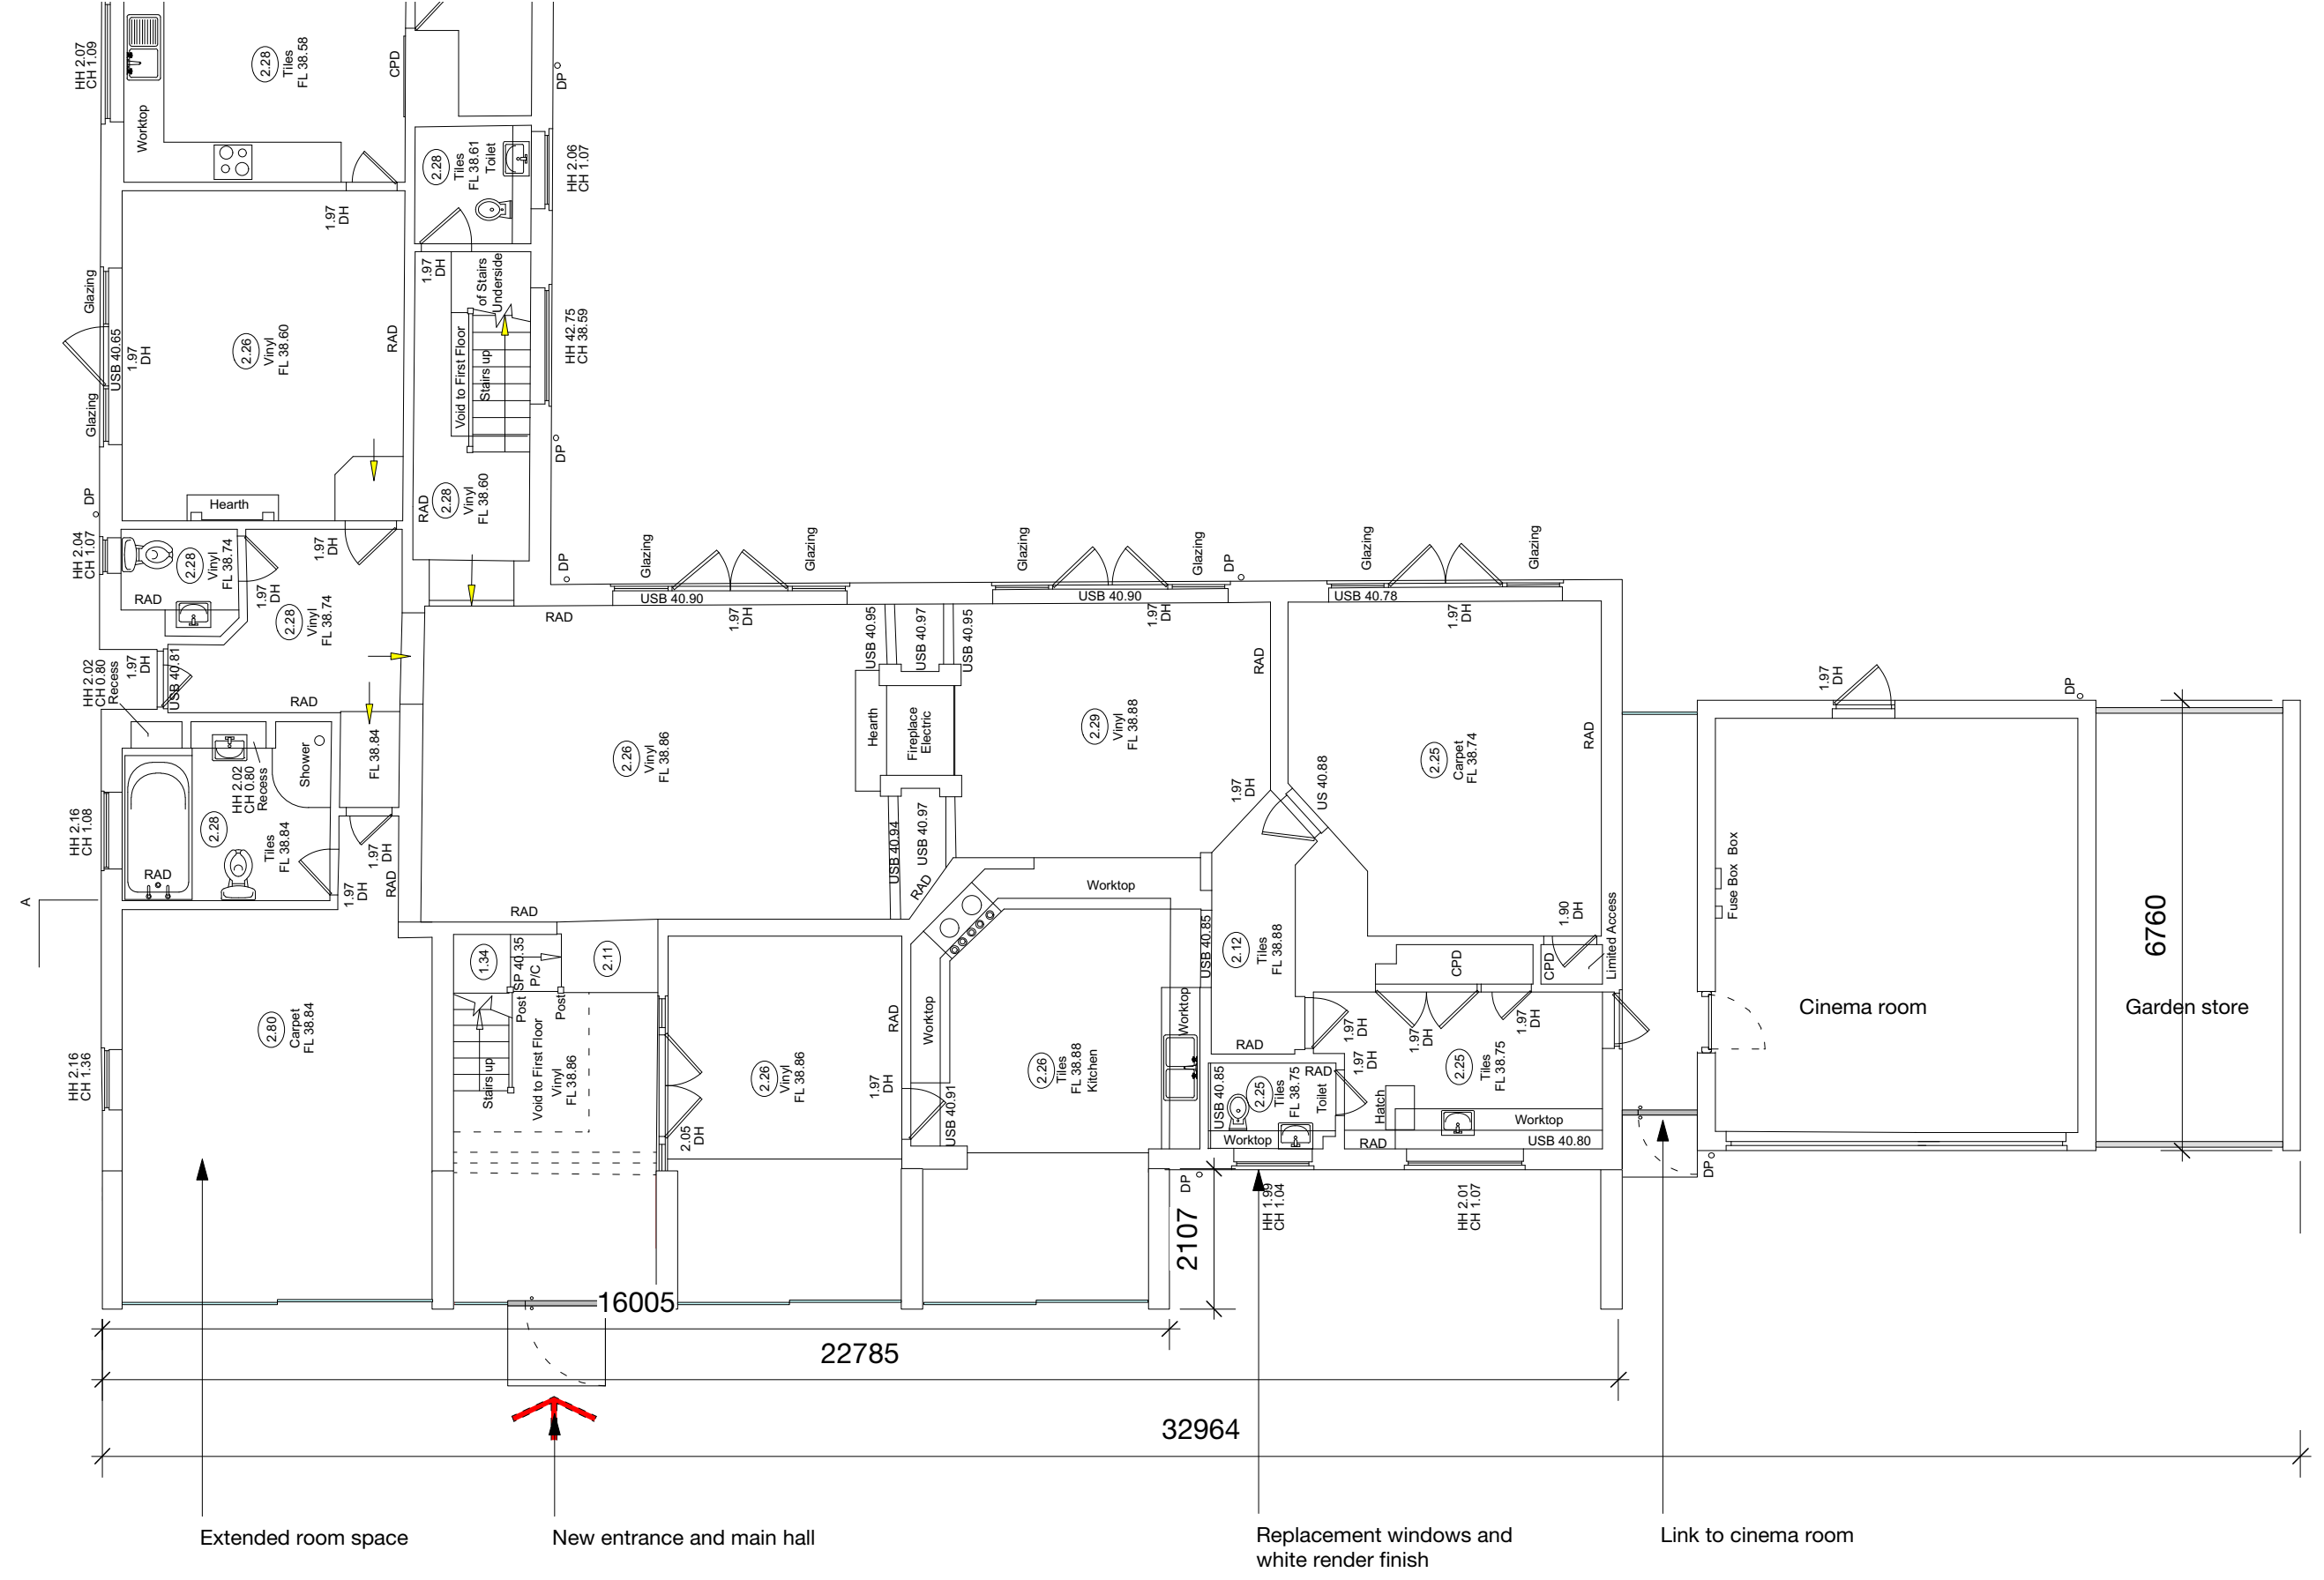 HH 2.07
CH 1.09
Worktop
2.28
Tiles
FL 38.58
CPD
DP
2.28
Tiles
FL 38.61
Toilet
HH 2.06
CH 1.07
1.97
DH
1.97
DH
of Stairs
Underside
Glazing
USB 40.65
1.97
DH
Glazing
2.26
Vinyl
FL 38.60
RAD
Void to First Floor
Stairs up
HH 42.75
CH 38.59
DP
DP
Hearth
RAD
2.28
Vinyl
FL 38.60
HH 2.04
CH 1.07
2.28
Vinyl
FL 38.74
RAD
1.97
DH
1.97
DH
2.28
Vinyl
FL 38.74
DP
Glazing
Glazing
Glazing
Glazing
DP
Glazing
Glazing
USB 40.90
USB 40.90
USB 40.78
RAD
1.97
DH
USB 40.95
USB 40.97
USB 40.95
1.97
DH
1.97
DH
HH 2.02
CH 0.80
Recess
1.97
DH
USB 40.81
RAD
RAD
RAD
1.97
DH
DP
Shower
FL 38.84
HH 2.02
CH 0.80
Recess
2.26
Vinyl
FL 38.86
Hearth
Fireplace
Electric
2.29
Vinyl
FL 38.88
1.97
DH
US 40.88
2.25
Carpet
FL 38.74
HH 2.16
CH 1.08
2.28
Tiles
FL 38.84
RAD
1.97
DH
1.97
DH
RAD
USB 40.94
USB 40.97
RAD
Worktop
Fuse Box Box
A
RAD
1.34
SP 40.35
P/C
2.11
USB 40.85
2.12
Tiles
FL 38.88
1.90
DH
CPD
CPD
Limited Access
6760
HH 2.16
CH 1.36
2.80
Carpet
FL 38.84
Post
Post
Stairs up
Void to First Floor
Vinyl
FL 38.86
2.05
DH
2.26
Vinyl
FL 38.86
RAD
1.97
DH
Worktop
USB 40.91
2.26
Tiles
FL 38.88
Kitchen
Worktop
RAD
1.97
DH
1.97
DH
1.97
DH
1.97
DH
Cinema room
Garden store
USB 40.85
2.25
Tiles
FL 38.75
Toilet
RAD
Worktop
Hatch
2.25
Tiles
FL 38.75
Worktop
RAD
USB 40.80
DP
DP
2107
HH 1.99
CH 1.04
HH 2.01
CH 1.07
16005
22785
32964
Extended room space
New entrance and main hall
Replacement windows and
white render finish
Link to cinema room